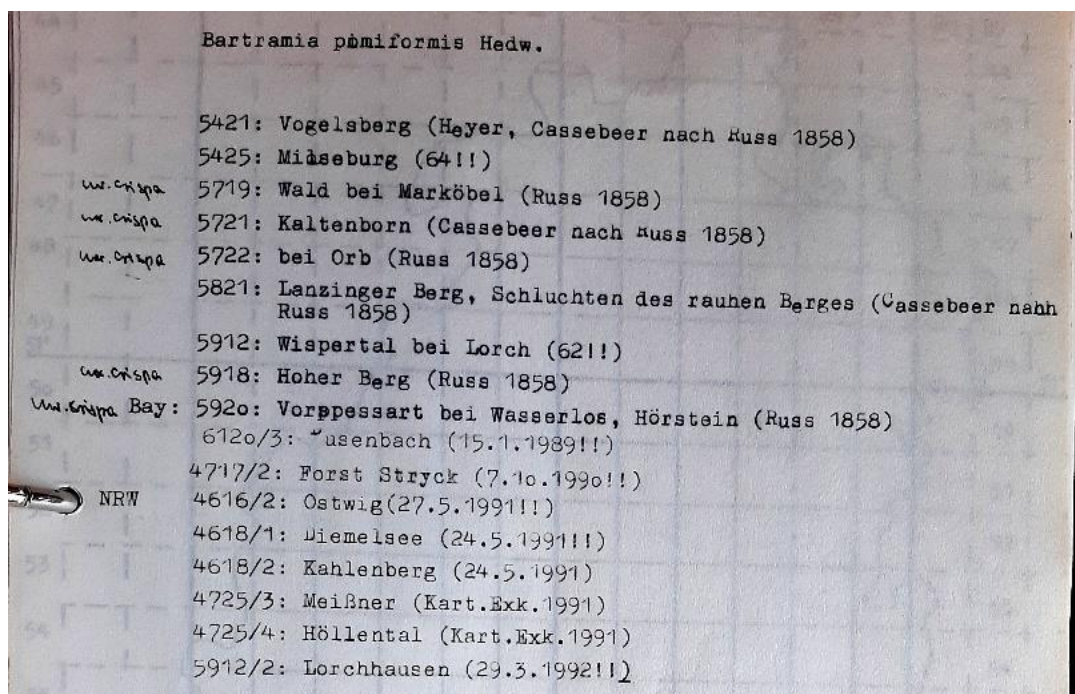 Bartramia pomiformis Hedw.
5421: Vogelsberg (Heyer, Cassebeer nach Russ 1858)
5425: Milseburg (64!!)
var. crispa 5719: Wald bei Marköbel (Russ 1858)
var. crispa 5721: Kaltenborn (Cassebeer nach Russ 1858)
var. crispa 5722: bei Orb (Russ 1858)
5821: Lanzinger Berg, Schluchten des rauhen Berges (Cassebeer nahh
Russ 1858)
5912: Wispertal bei Lorch (62!!)
var. crispa 5918: Hoher Berg (Russ 1858)
var. crispa Bay: 592o: Vorspessart bei Wasserlos, Hörstein (Russ 1858)
612o/3: usenbach (15.1.1989!!)
4717/2: Forst Stryck (7.1o.199o!!)
NRW 4616/2: Ostwig(27.5.1991!!)
4618/1: Diemelsee (24.5.1991!!)
4618/2: Kahlenberg (24.5.1991)
4725/3: Meißner (Kart.Exk.1991)
4725/4: Höllental (Kart.Exk.1991)
5912/2: Lorchhausen (29.3.1992!!)